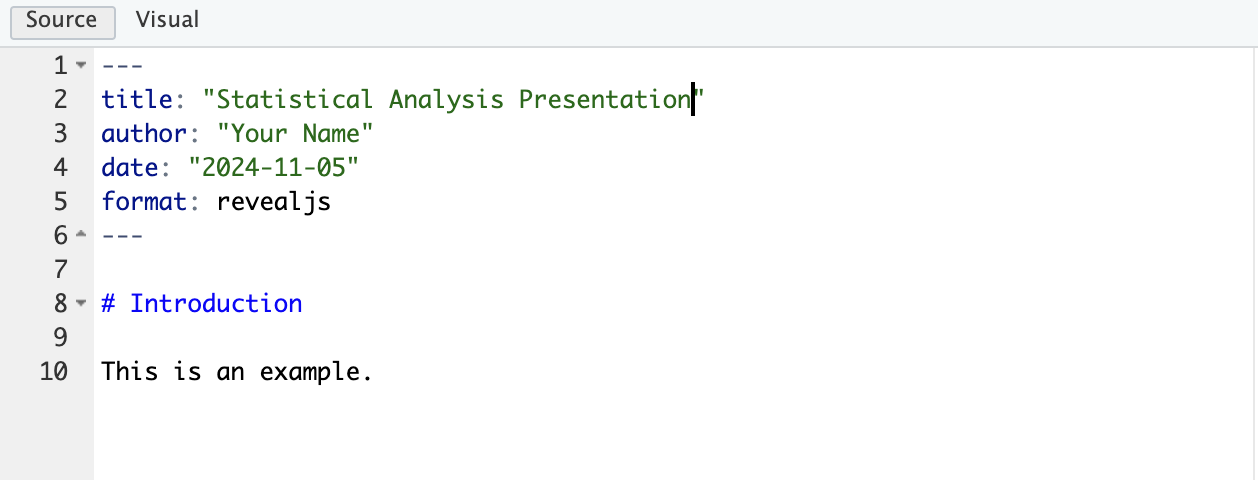 Source Visual
1 ---
2 title: "Statistical Analysis Presentation"
3 author: "Your Name"
4 date: "2024-11-05"
5 format: revealjs
6 ---
7
8 # Introduction
9
10 This is an example.